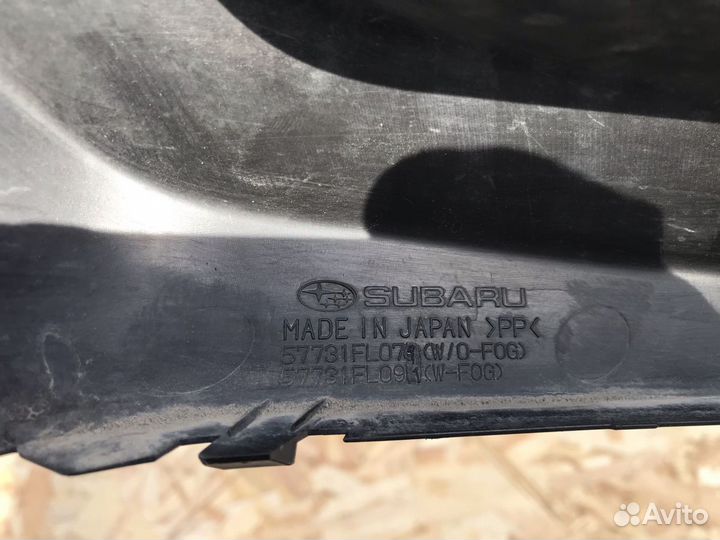 SUBARU
MADE IN JAPAN >PP<
(W/O-FOG)
(W-FOG)
Avito